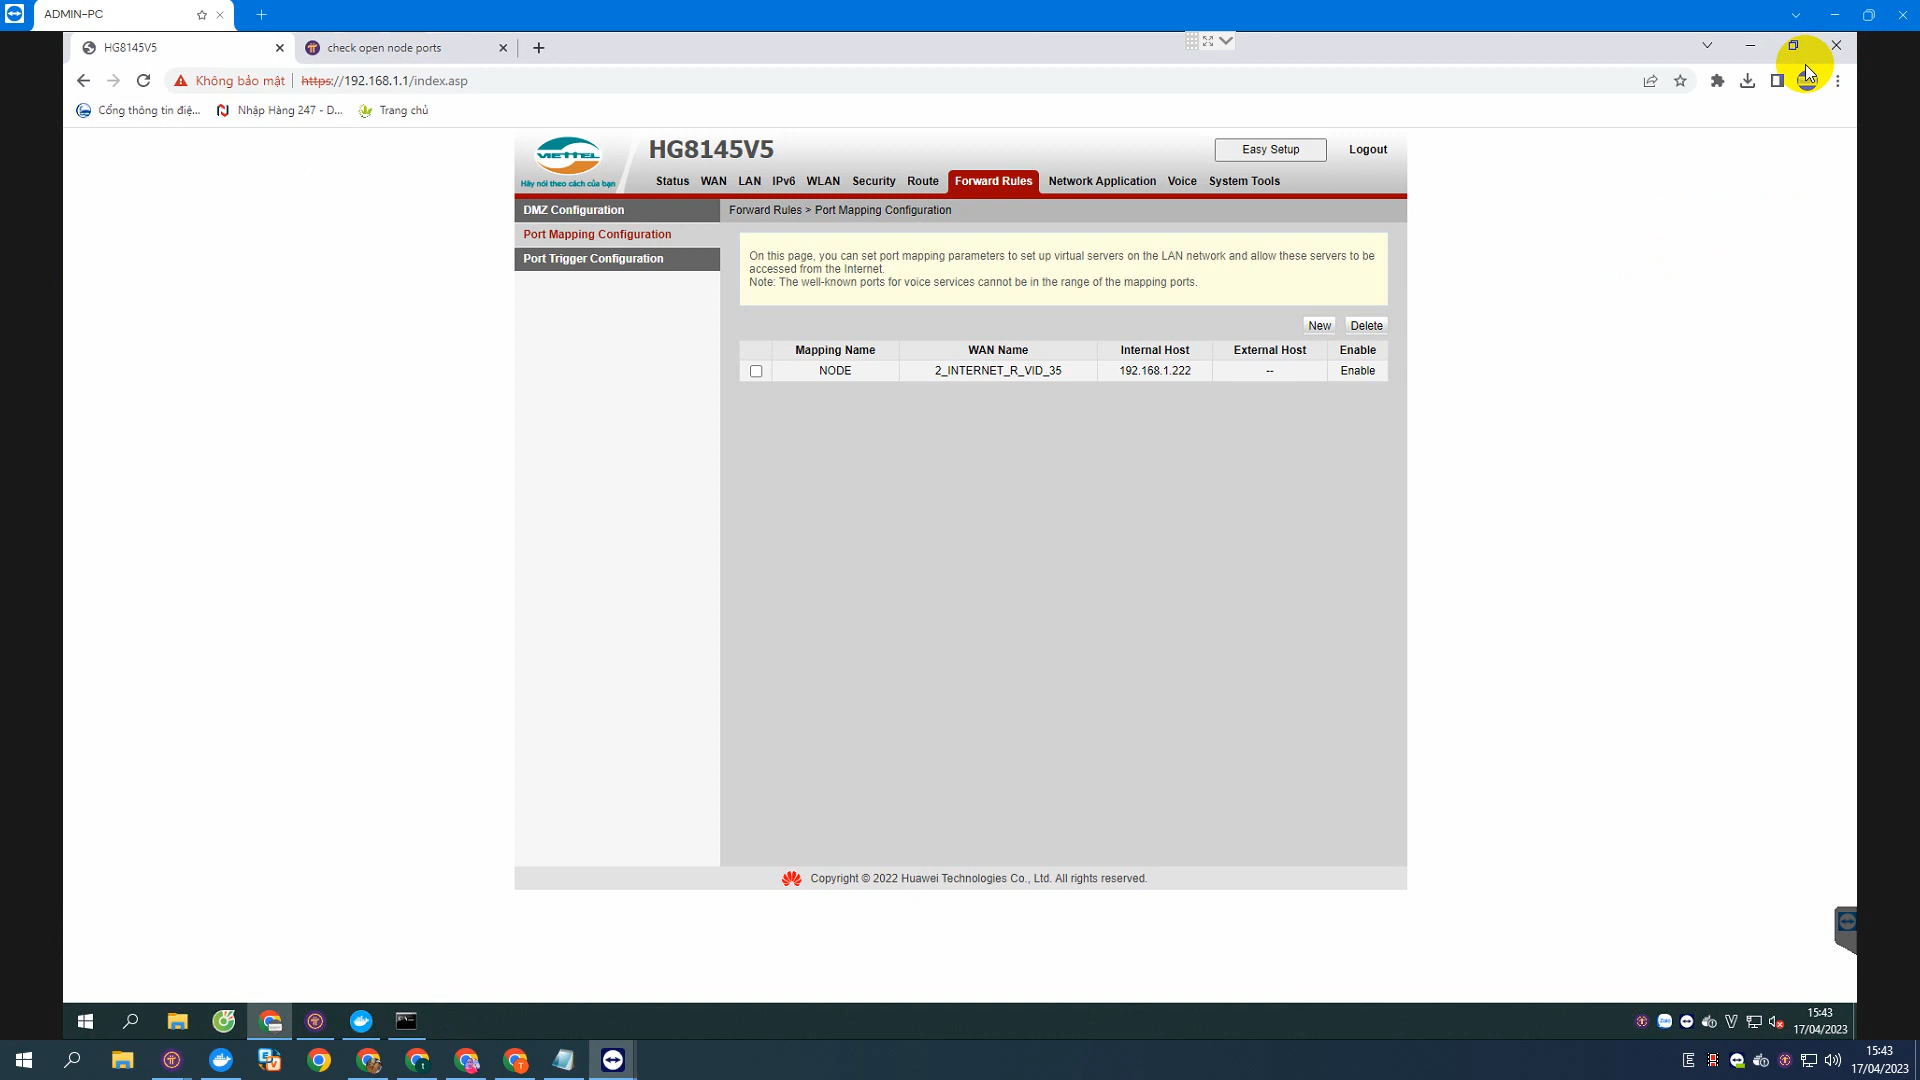 ADMIN-PC
HG8145V5
check open node ports
Không bảo mật
https://192.168.1.1/index.asp
Cổng thông tin điệ...
Nhập Hàng 247 - D...
Trang chủ
VIETTEL
Hãy nói theo cách của bạn
HG8145V5
Easy Setup
Logout
Status WAN LAN IPv6 WLAN Security Route Forward Rules Network Application Voice System Tools
DMZ Configuration
Port Mapping Configuration
Port Trigger Configuration
Forward Rules > Port Mapping Configuration
On this page, you can set port mapping parameters to set up virtual servers on the LAN network and allow these servers to be
accessed from the Internet.
Note: The well-known ports for voice services cannot be in the range of the mapping ports.
New Delete
Mapping Name WAN Name Internal Host External Host Enable
NODE 2_INTERNET_R_VID_35 192.168.1.222 -- Enable
Copyright © 2022 Huawei Technologies Co., Ltd. All rights reserved.
15:43
17/04/2023
15:43
17/04/2023